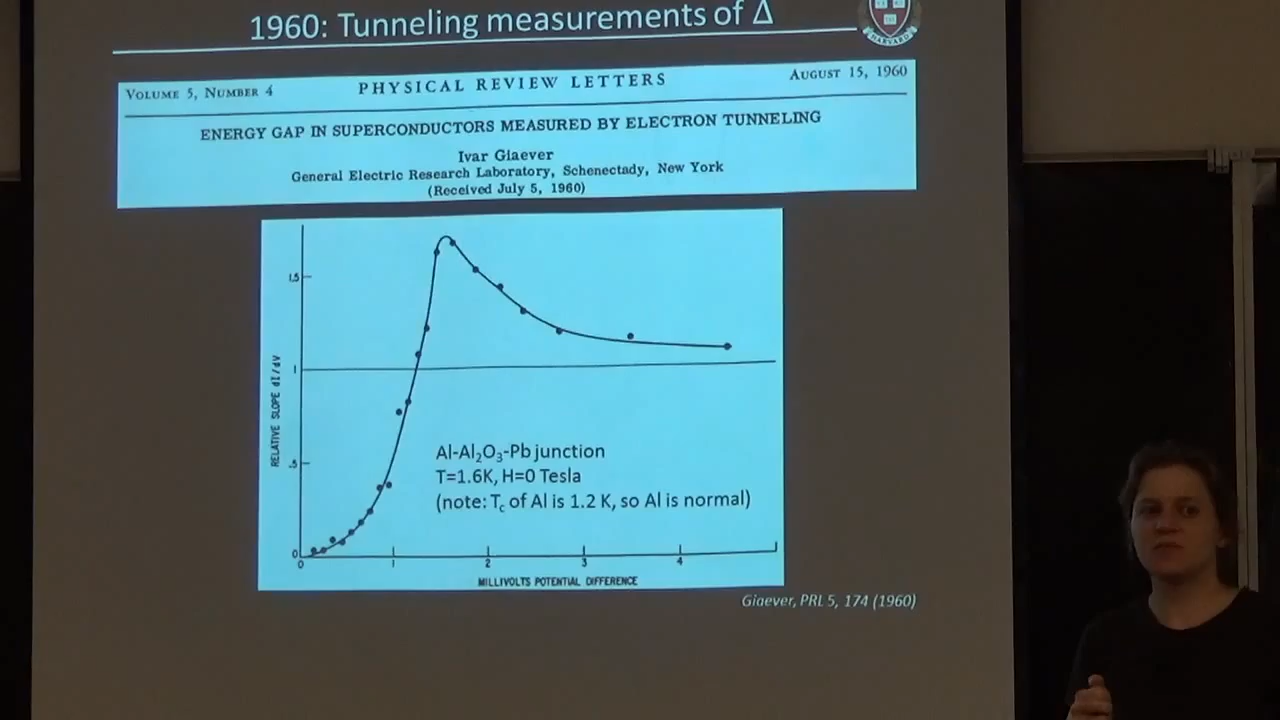 1960: Tunneling measurements of Δ
HARVARD
VOLUME 5, NUMBER 4 PHYSICAL REVIEW LETTERS AUGUST 15, 1960
ENERGY GAP IN SUPERCONDUCTORS MEASURED BY ELECTRON TUNNELING
Ivar Giaever
General Electric Research Laboratory, Schenectady, New York
(Received July 5, 1960)
1.5
1
.5
0
RELATIVE SLOPE dI/dV
Al-Al₂O₃-Pb junction
T=1.6K, H=0 Tesla
(note: Tc of Al is 1.2 K, so Al is normal)
0 1 2 3 4
MILLIVOLTS POTENTIAL DIFFERENCE
Giaever, PRL 5, 174 (1960)